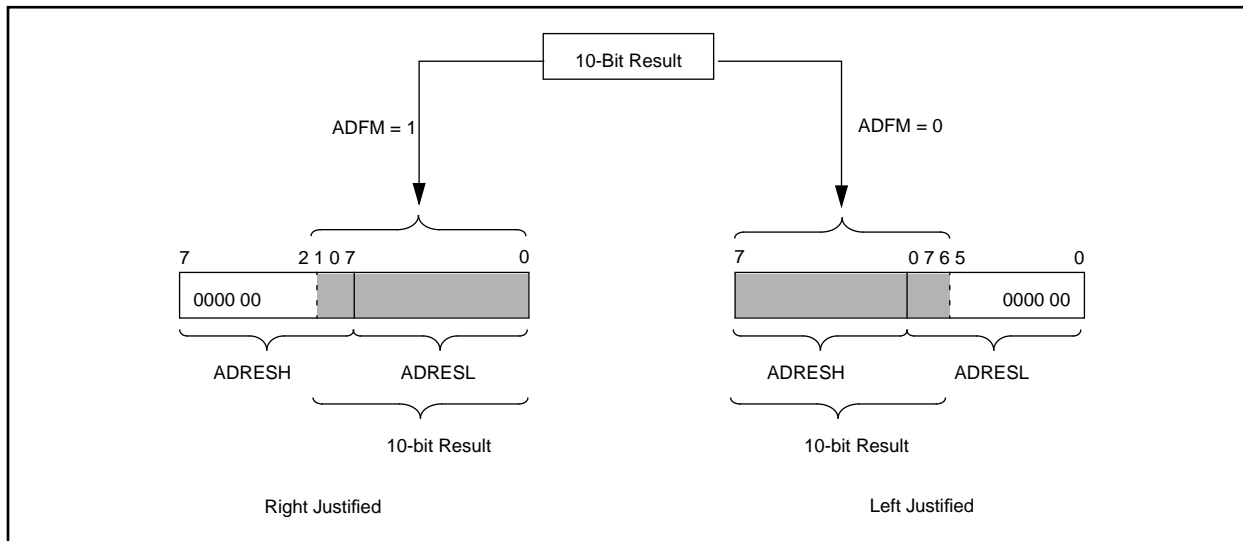 10-Bit Result
ADFM = 1
ADFM = 0
7 2 1 0 7 0
7 0 7 6 5 0
0000 00
0000 00
ADRESH ADRESL
ADRESH ADRESL
10-bit Result
10-bit Result
Right Justified
Left Justified